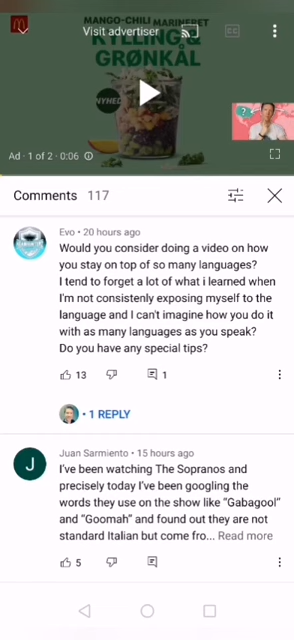 MANGO-CHILI MARINERET
Visit advertiser
KYLLING &
GRØNKÅL
NYHED
Ad · 1 of 2 · 0:06
Comments 117
Evo • 20 hours ago
Would you consider doing a video on how
you stay on top of so many languages?
I tend to forget a lot of what i learned when
I'm not consistenly exposing myself to the
language and I can't imagine how you do it
with as many languages as you speak?
Do you have any special tips?
13
1
• 1 REPLY
J
Juan Sarmiento • 15 hours ago
I've been watching The Sopranos and
precisely today I've been googling the
words they use on the show like “Gabagool”
and “Goomah” and found out they are not
standard Italian but come fro... Read more
5